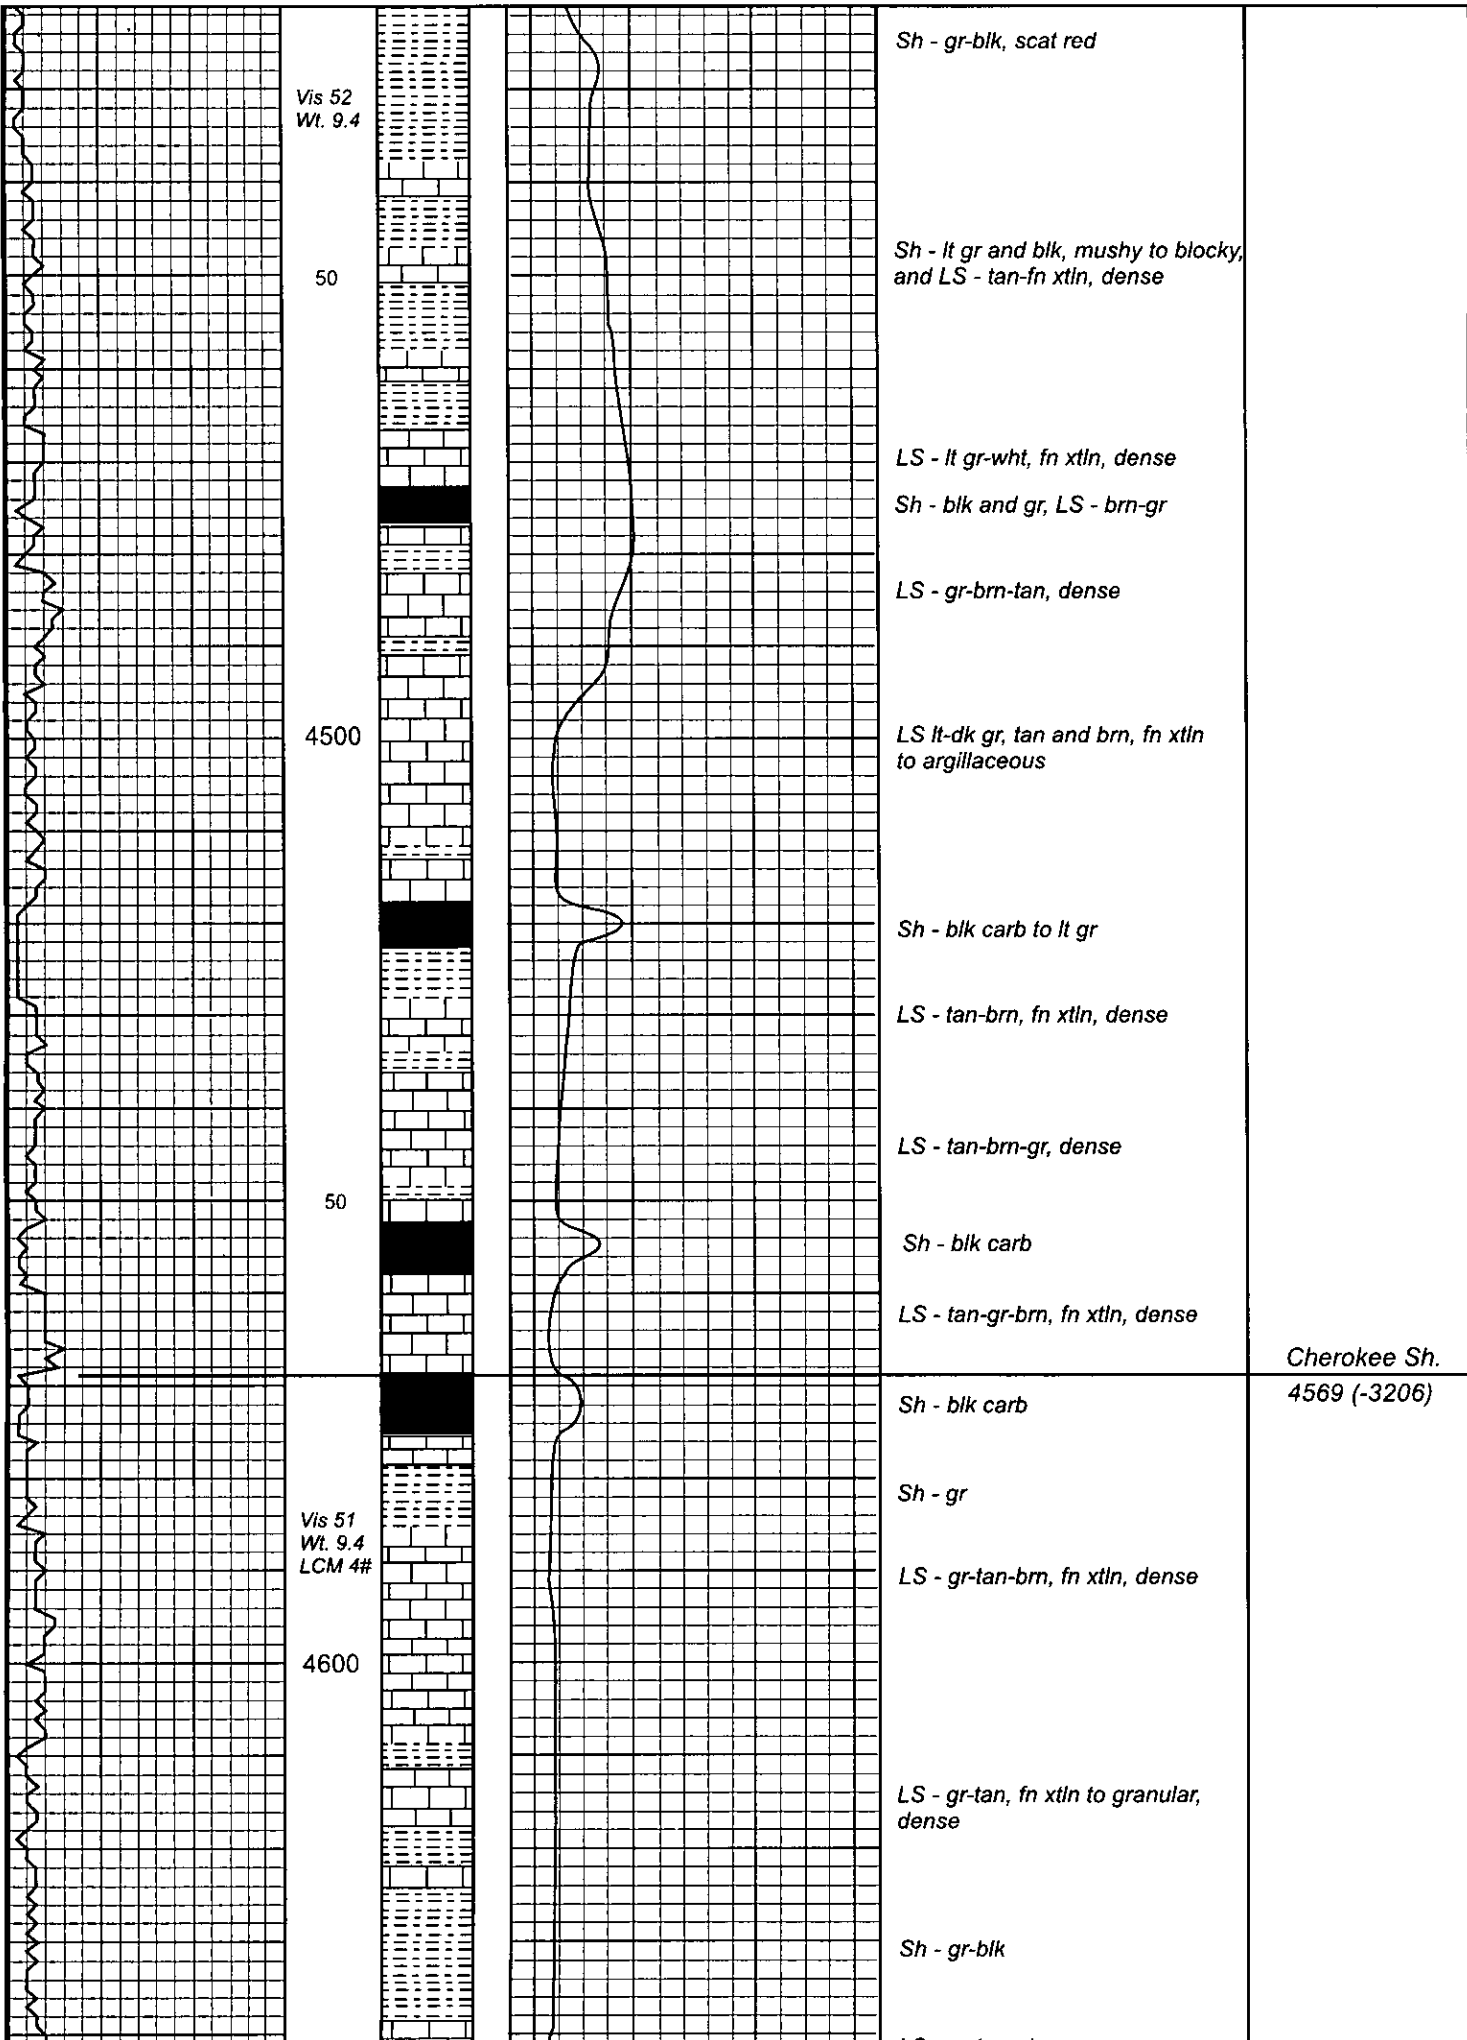 Sh - gr-blk, scat red
Vis 52
Wt. 9.4
Sh - lt gr and blk, mushy to blocky,
and LS - tan-fn xtln, dense
50
LS - lt gr-wht, fn xtln, dense
Sh - blk and gr, LS - brn-gr
LS - gr-brn-tan, dense
4500
LS lt-dk gr, tan and brn, fn xtln
to argillaceous
Sh - blk carb to lt gr
LS - tan-brn, fn xtln, dense
LS - tan-brn-gr, dense
50
Sh - blk carb
LS - tan-gr-brn, fn xtln, dense
Cherokee Sh.
4569 (-3206)
Sh - blk carb
Sh - gr
Vis 51
Wt. 9.4
LCM 4#
LS - gr-tan-brn, fn xtln, dense
4600
LS - gr-tan, fn xtln to granular,
dense
Sh - gr-blk